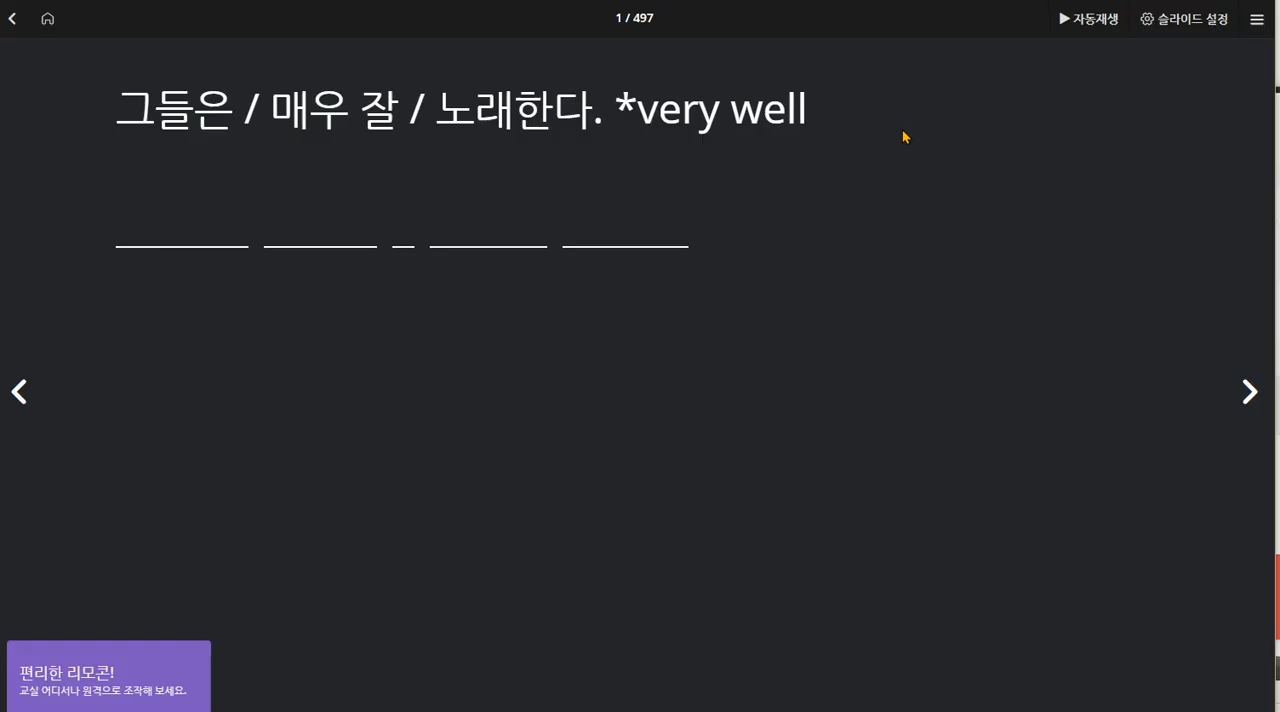 1 / 497
자동재생
슬라이드 설정
그들은 / 매우 잘 / 노래한다. *very well
편리한 리모콘!
교실 어디서나 원격으로 조작해 보세요.